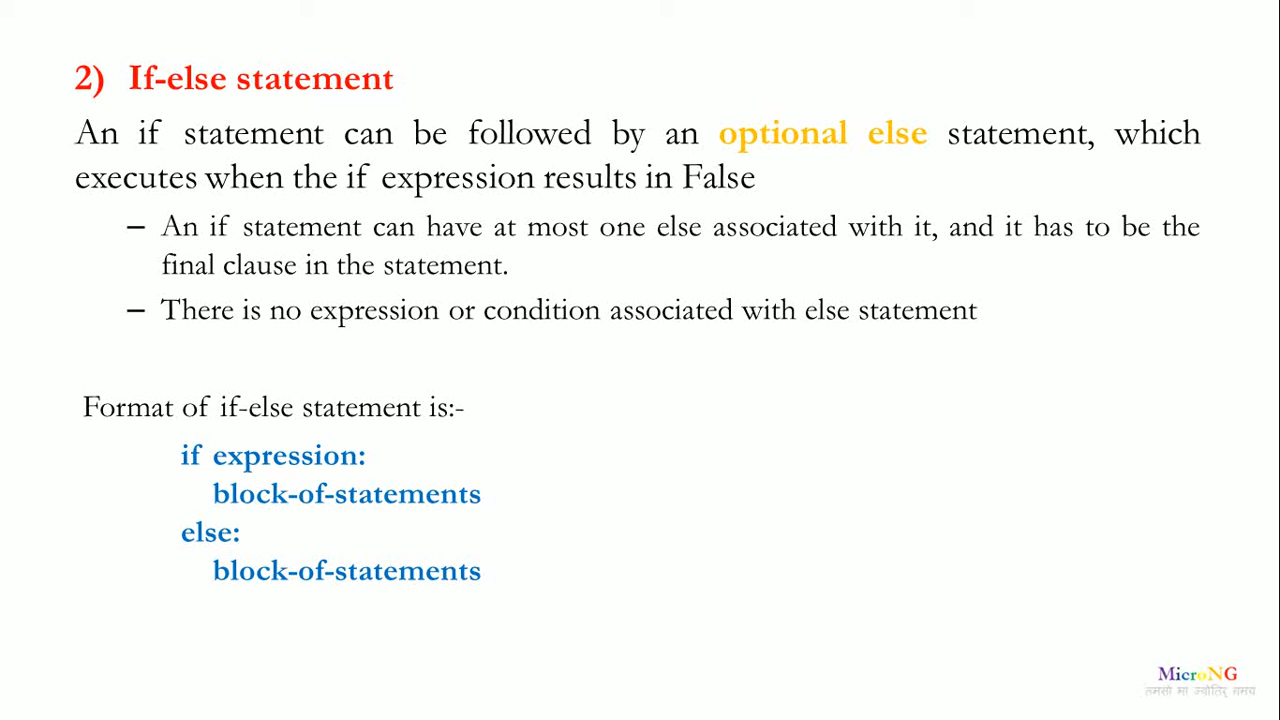 2) If-else statement
An if statement can be followed by an optional else statement, which
executes when the if expression results in False
– An if statement can have at most one else associated with it, and it has to be the
final clause in the statement.
– There is no expression or condition associated with else statement
Format of if-else statement is:-
if expression:
block-of-statements
else:
block-of-statements
MicroNG
तमसो मा ज्योतिर् गमय